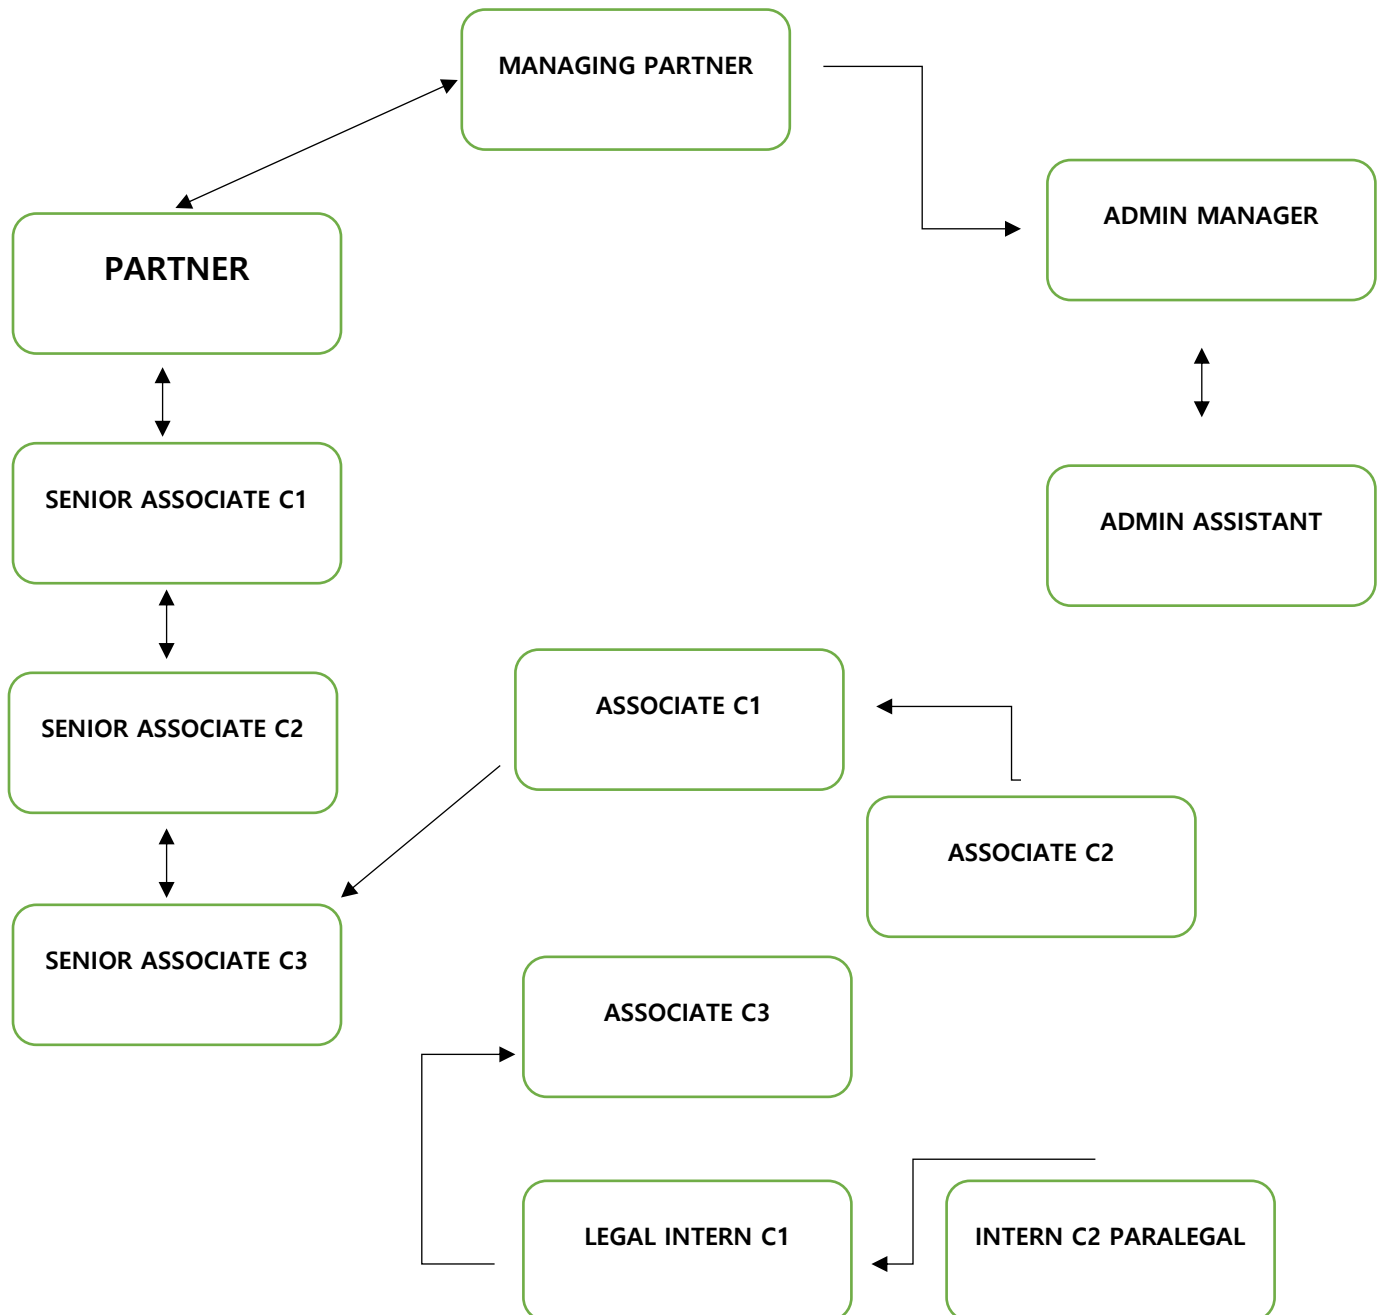 MANAGING PARTNER
ADMIN MANAGER
PARTNER
SENIOR ASSOCIATE C1
ADMIN ASSISTANT
ASSOCIATE C1
SENIOR ASSOCIATE C2
ASSOCIATE C2
SENIOR ASSOCIATE C3
ASSOCIATE C3
LEGAL INTERN C1
INTERN C2 PARALEGAL